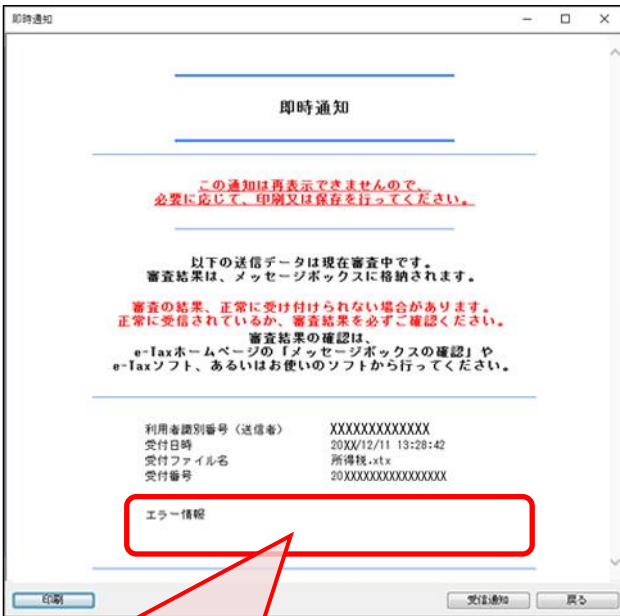 即時通知
即時通知
この通知は再表示できませんので、
必要に応じて、印刷又は保存を行ってください。
以下の送信データは現在審査中です。
審査結果は、メッセージボックスに格納されます。
審査の結果、正常に受け付けられない場合があります。
正常に受信されているか、審査結果を必ずご確認ください。
審査結果の確認は、
e-Taxホームページの「メッセージボックスの確認」や
e-Taxソフト、あるいはお使いのソフトから行ってください。
利用者識別番号（送信者） XXXXXXXXXXXXX
受付日時 20XX/12/11 13:28:42
受付ファイル名 所得税.xtx
受付番号 20XXXXXXXXXXXXXXXX
エラー情報
印刷 受信通知 戻る